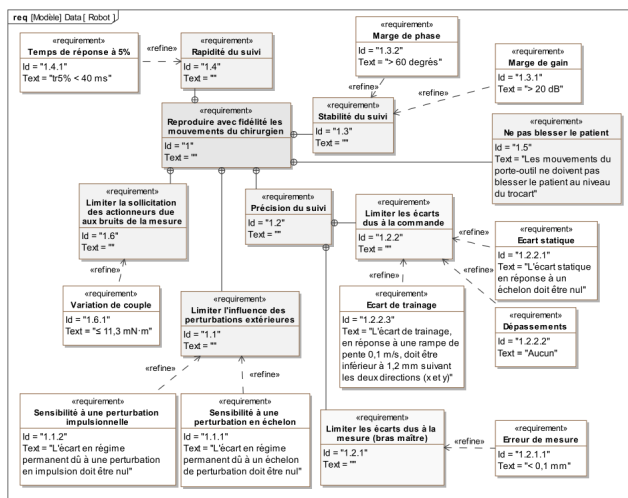 req [Modèle] Data [ Robot ]
«requirement»
Temps de réponse à 5%
Id = "1.4.1"
Text = "tr5% < 40 ms"
«refine»
«requirement»
Rapidité du suivi
Id = "1.4"
Text = ""
«requirement»
Marge de phase
Id = "1.3.2"
Text = "> 60 degrés"
«refine»
«requirement»
Marge de gain
Id = "1.3.1"
Text = "> 20 dB"
«refine»
«requirement»
Reproduire avec fidélité les
mouvements du chirurgien
Id = "1"
Text = ""
«requirement»
Stabilité du suivi
Id = "1.3"
Text = ""
«requirement»
Ne pas blesser le patient
Id = "1.5"
Text = "Les mouvements du
porte-outil ne doivent pas
blesser le patient au niveau
du trocart"
«requirement»
Limiter la sollicitation
des actionneurs due
aux bruits de la mesure
Id = "1.6"
Text = ""
«requirement»
Précision du suivi
Id = "1.2"
Text = ""
«requirement»
Limiter les écarts
dus à la commande
Id = "1.2.2"
Text = ""
«refine»
«requirement»
Ecart statique
Id = "1.2.2.1"
Text = "L'écart statique
en réponse à un
échelon doit être nul"
«refine»
«requirement»
Variation de couple
Id = "1.6.1"
Text = "≤ 11,3 mN·m"
«requirement»
Limiter l'influence des
perturbations extérieures
Id = "1.1"
Text = ""
«refine»
«requirement»
Ecart de trainage
Id = "1.2.2.3"
Text = "L'écart de trainage,
en réponse à une rampe de
pente 0,1 m/s, doit être
inférieur à 1,2 mm suivant
les deux directions (x et y)"
«refine»
«requirement»
Dépassements
Id = "1.2.2.2"
Text = "Aucun"
«refine»
«refine»
«requirement»
Sensibilité à une perturbation
impulsionnelle
Id = "1.1.2"
Text = "L'écart en régime
permanent dû à une perturbation
en impulsion doit être nul"
«requirement»
Sensibilité à une
perturbation en échelon
Id = "1.1.1"
Text = "L'écart en régime
permanent dû à un échelon
de perturbation doit être nul"
«requirement»
Limiter les écarts dus à la
mesure (bras maître)
Id = "1.2.1"
Text = ""
«refine»
«requirement»
Erreur de mesure
Id = "1.2.1.1"
Text = "< 0,1 mm"